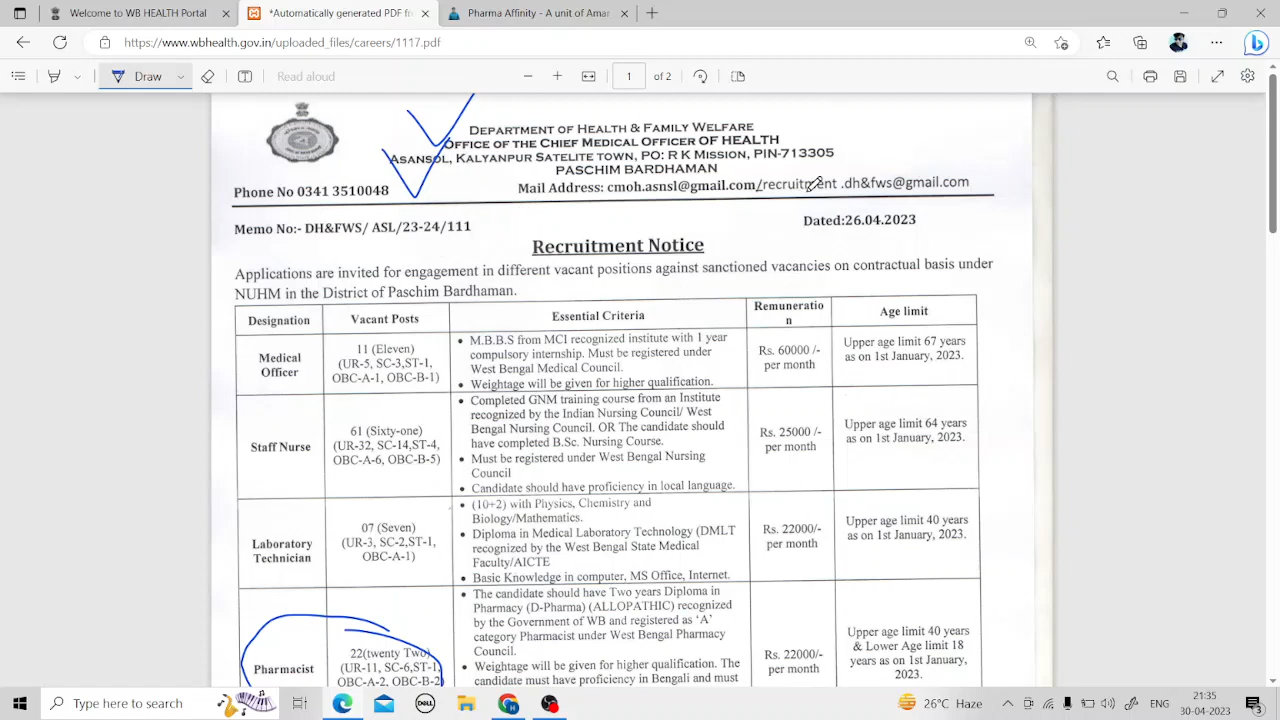 Welcome to WB HEALTH Portal
*Automatically generated PDF fr
Pharma Affinity - A unit of Amar
https://www.wbhealth.gov.in/uploaded_files/careers/1117.pdf
Draw
Read aloud
1 of 2
DEPARTMENT OF HEALTH & FAMILY WELFARE
OFFICE OF THE CHIEF MEDICAL OFFICER OF HEALTH
ASANSOL, KALYANPUR SATELITE TOWN, PO: R K MISSION, PIN-713305
PASCHIM BARDHAMAN
Phone No 0341 3510048
Mail Address: cmoh.asnsl@gmail.com/recruitment .dh&fws@gmail.com
Memo No:- DH&FWS/ ASL/23-24/111
Dated:26.04.2023
Recruitment Notice
Applications are invited for engagement in different vacant positions against sanctioned vacancies on contractual basis under
NUHM in the District of Paschim Bardhaman.
Designation
Vacant Posts
Essential Criteria
Remuneratio
n
Age limit
Medical
Officer
11 (Eleven)
(UR-5, SC-3,ST-1,
OBC-A-1, OBC-B-1)
• M.B.B.S from MCI recognized institute with 1 year
compulsory internship. Must be registered under
West Bengal Medical Council.
• Weightage will be given for higher qualification.
Rs. 60000 /-
per month
Upper age limit 67 years
as on 1st January, 2023.
Staff Nurse
61 (Sixty-one)
(UR-32, SC-14,ST-4,
OBC-A-6, OBC-B-5)
• Completed GNM training course from an Institute
recognized by the Indian Nursing Council/ West
Bengal Nursing Council. OR The candidate should
have completed B.Sc. Nursing Course.
• Must be registered under West Bengal Nursing
Council
• Candidate should have proficiency in local language.
Rs. 25000 /-
per month
Upper age limit 64 years
as on 1st January, 2023.
Laboratory
Technician
07 (Seven)
(UR-3, SC-2,ST-1,
OBC-A-1)
• (10+2) with Physics, Chemistry and
Biology/Mathematics.
• Diploma in Medical Laboratory Technology (DMLT
recognized by the West Bengal State Medical
Faculty/AICTE
• Basic Knowledge in computer, MS Office, Internet.
Rs. 22000/-
per month
Upper age limit 40 years
as on 1st January, 2023.
Pharmacist
22(twenty Two)
(UR-11, SC-6,ST-1,
OBC-A-2, OBC-B-2
• The candidate should have Two years Diploma in
Pharmacy (D-Pharma) (ALLOPATHIC) recognized
by the Government of WB and registered as ‘A’
category Pharmacist under West Bengal Pharmacy
Council.
• Weightage will be given for higher qualification. The
candidate must have proficiency in Bengali and must
Rs. 22000/-
per month
Upper age limit 40 years
& Lower Age limit 18
years as on 1st January,
2023.
Type here to search
DELL
26°C Haze
ENG
21:35
30-04-2023
3